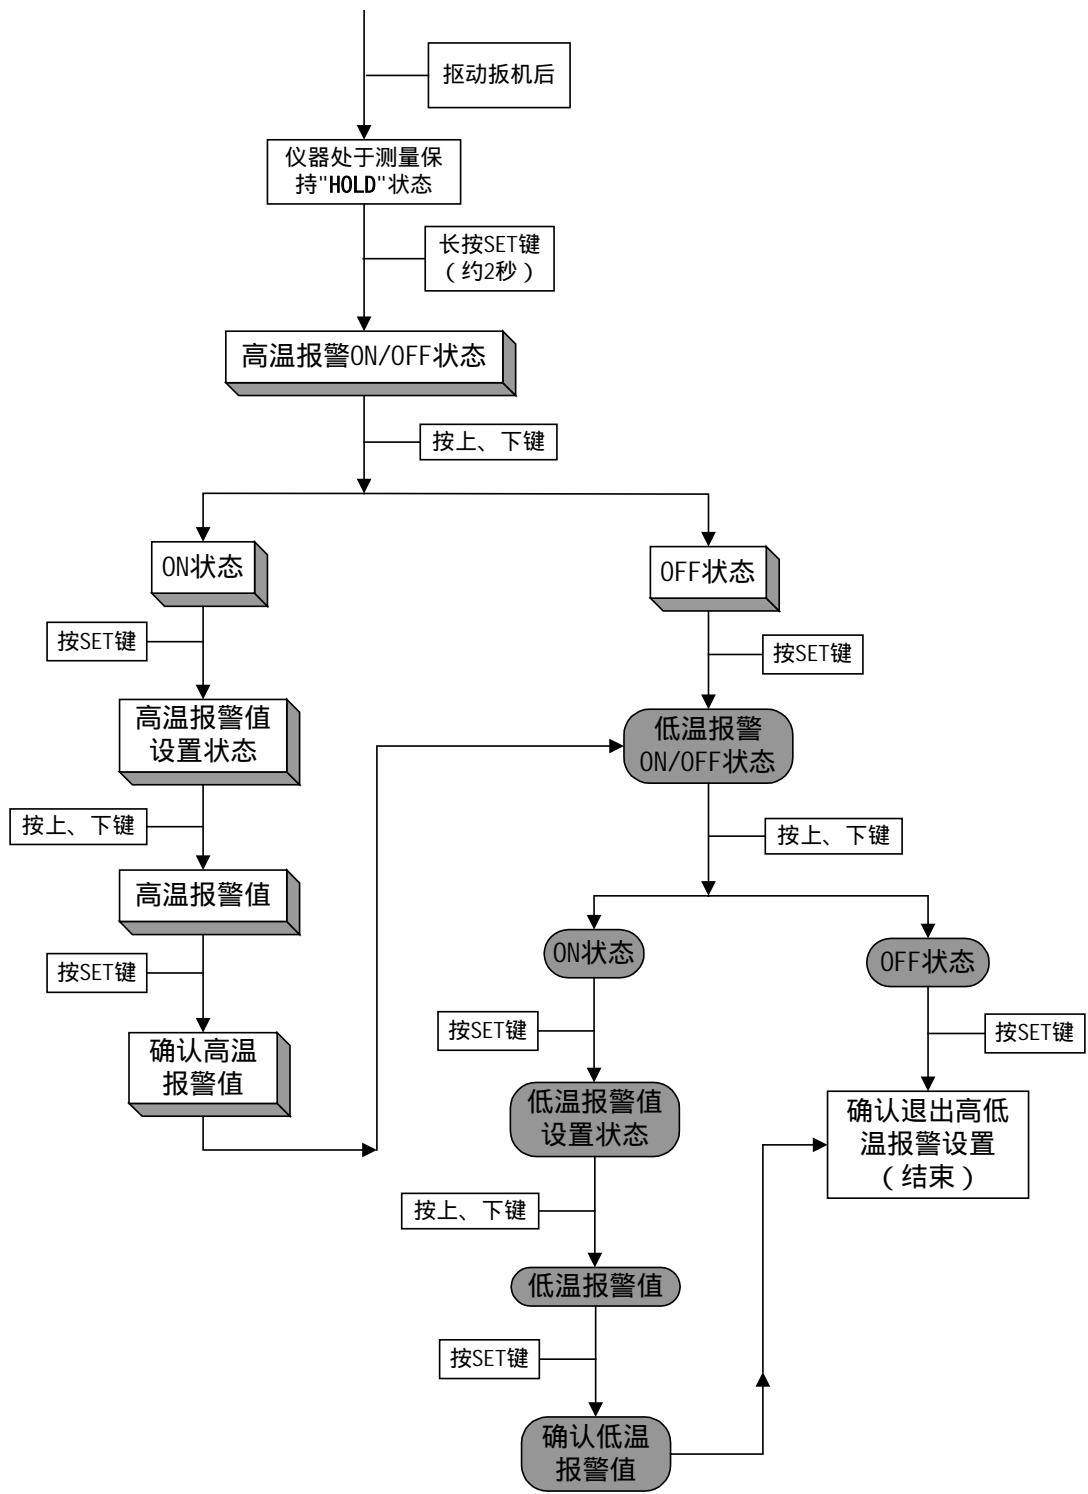 抠动扳机后
仪器处于测量保
持"HOLD"状态
长按SET键
（约2秒）
高温报警ON/OFF状态
按上、下键
ON状态
OFF状态
按SET键
按SET键
高温报警值
设置状态
低温报警
ON/OFF状态
按上、下键
按上、下键
高温报警值
ON状态
OFF状态
按SET键
按SET键
按SET键
确认高温
报警值
低温报警值
设置状态
确认退出高低
温报警设置
（结束）
按上、下键
低温报警值
按SET键
确认低温
报警值